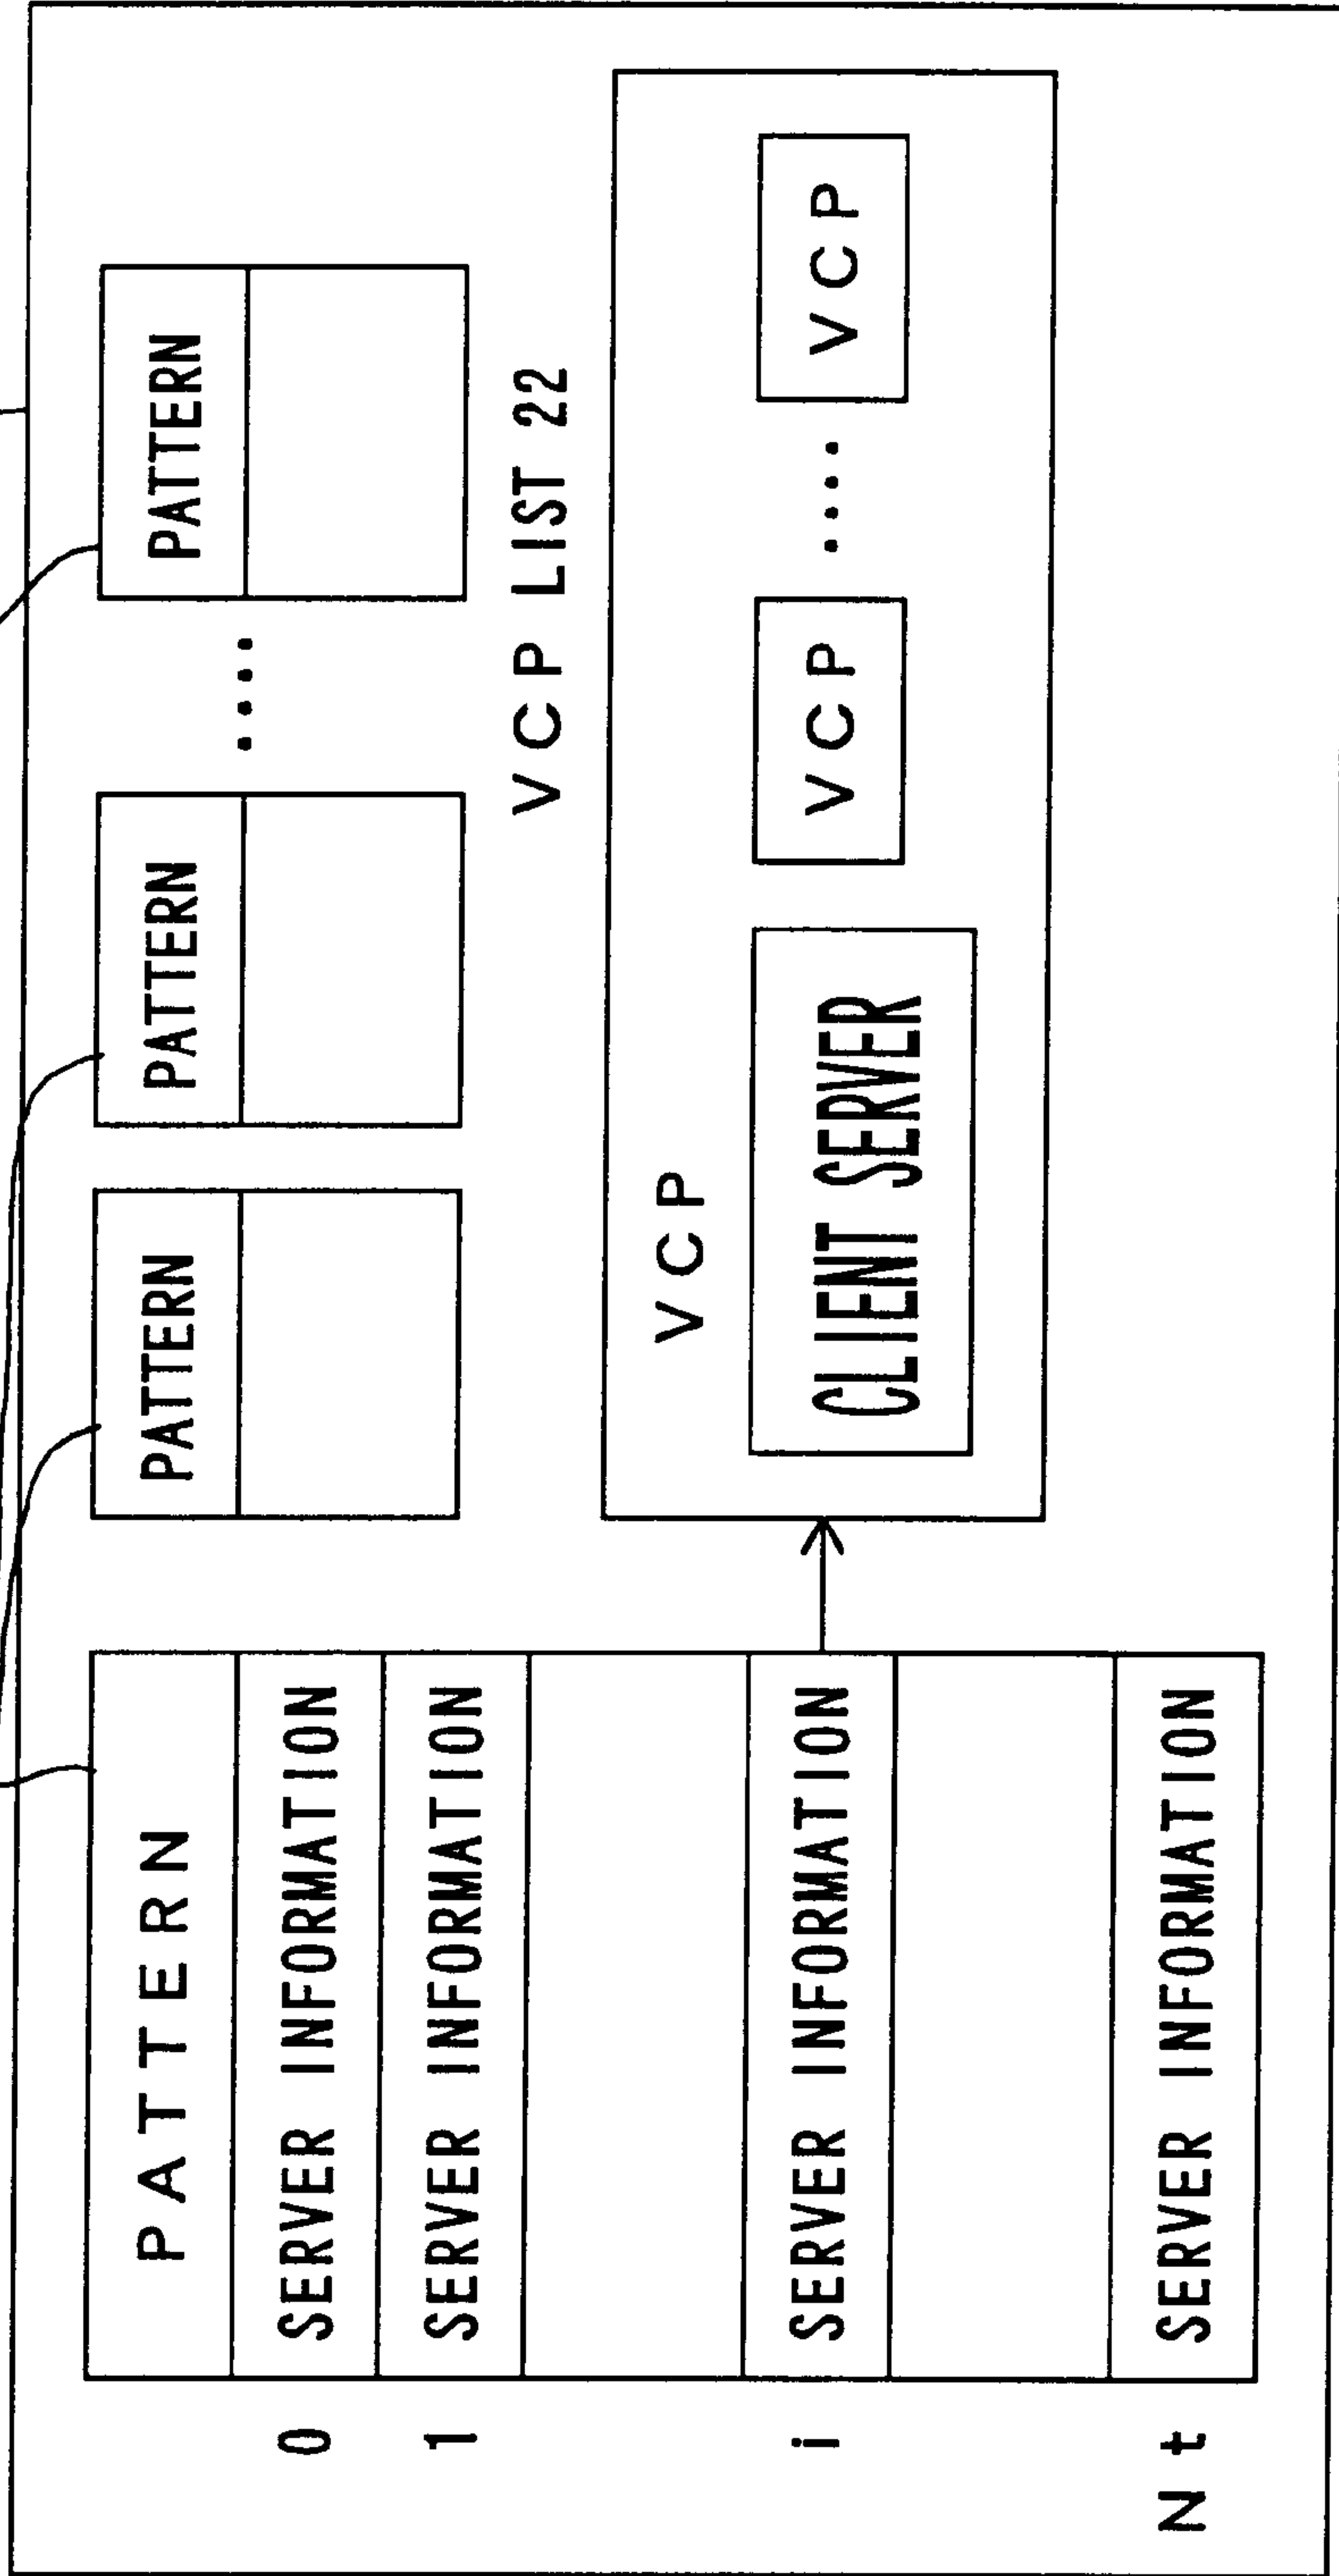 PATTERN
0 SERVER INFORMATION
1 SERVER INFORMATION
i SERVER INFORMATION
Nt SERVER INFORMATION
PATTERN
PATTERN
....
PATTERN
VCP LIST 22
VCP
CLIENT SERVER
VCP
....
VCP